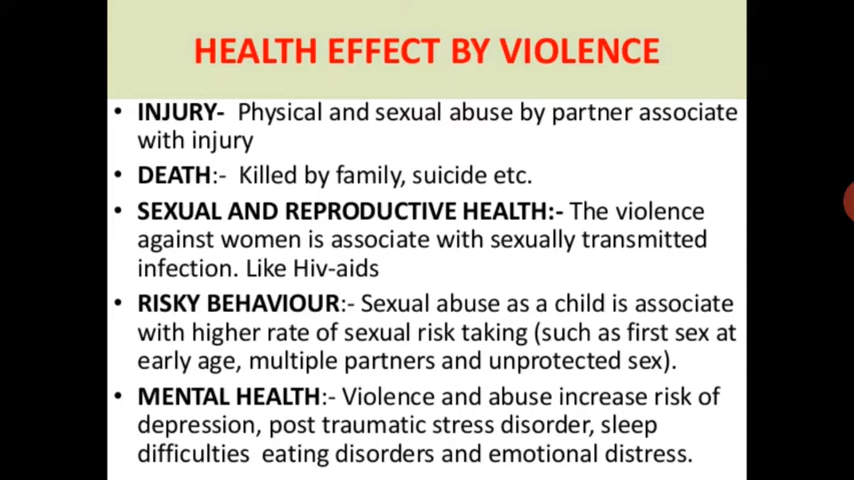 HEALTH EFFECT BY VIOLENCE
• INJURY- Physical and sexual abuse by partner associate
with injury
• DEATH:- Killed by family, suicide etc.
• SEXUAL AND REPRODUCTIVE HEALTH:- The violence
against women is associate with sexually transmitted
infection. Like Hiv-aids
• RISKY BEHAVIOUR:- Sexual abuse as a child is associate
with higher rate of sexual risk taking (such as first sex at
early age, multiple partners and unprotected sex).
• MENTAL HEALTH:- Violence and abuse increase risk of
depression, post traumatic stress disorder, sleep
difficulties eating disorders and emotional distress.